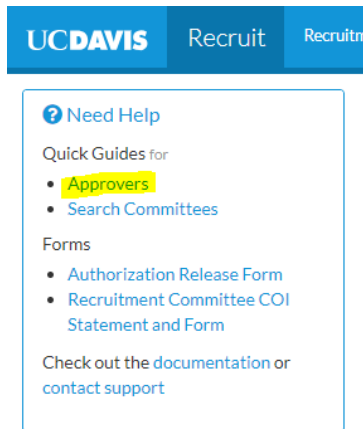 UCDAVIS Recruit
Need Help
Quick Guides for
Approvers
Search Committees
Forms
Authorization Release Form
Recruitment Committee COI
Statement and Form
Check out the documentation or
contact support